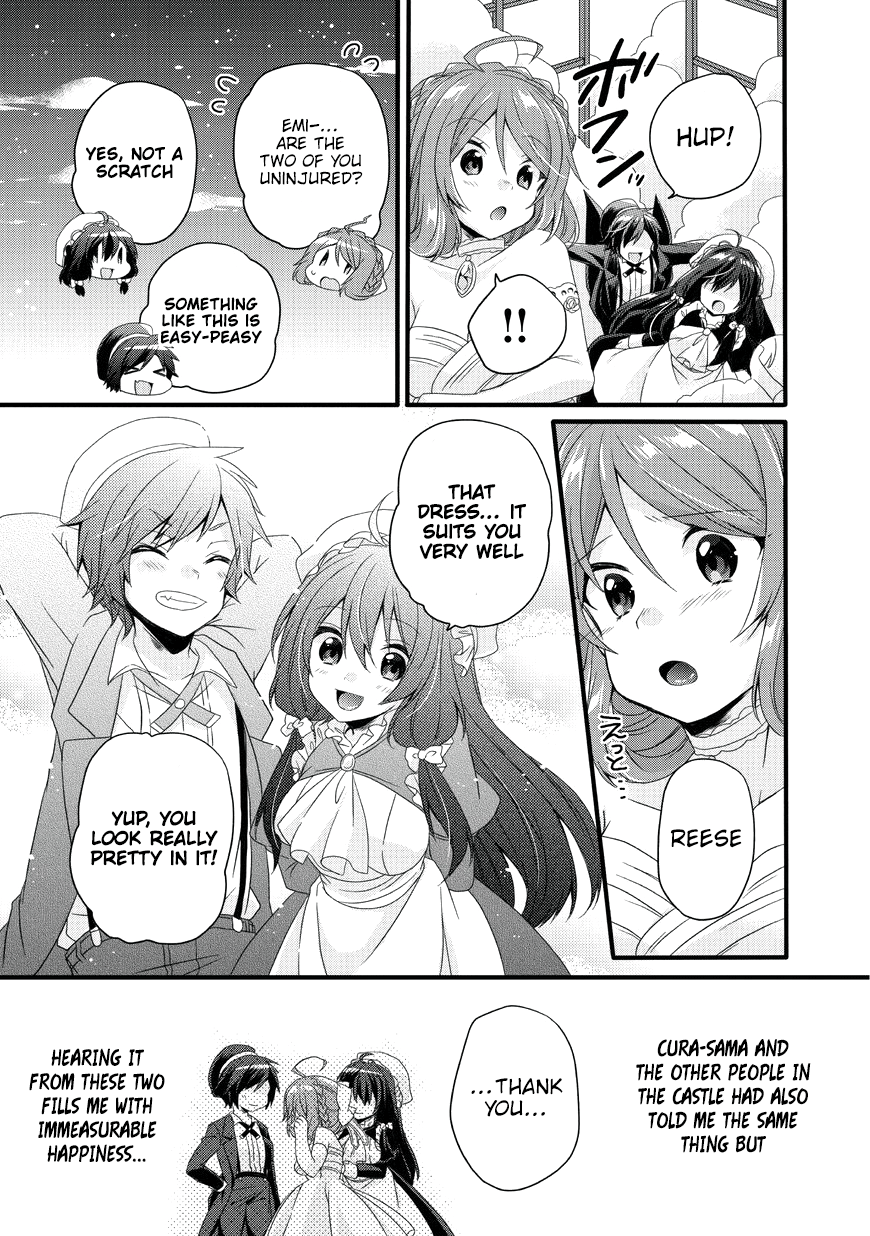 HUP!
ボフン
!!
EMI-...
ARE THE
TWO OF YOU
UNINJURED?
YES, NOT A
SCRATCH
SOMETHING
LIKE THIS IS
EASY-PEASY
えっと…
REESE
THAT
DRESS... IT
SUITS YOU
VERY WELL
YUP, YOU
LOOK REALLY
PRETTY IN IT!
CURA-SAMA AND
THE OTHER PEOPLE IN
THE CASTLE HAD ALSO
TOLD ME THE SAME
THING BUT
...THANK
YOU...
HEARING IT
FROM THESE TWO
FILLS ME WITH
IMMEASURABLE
HAPPINESS...